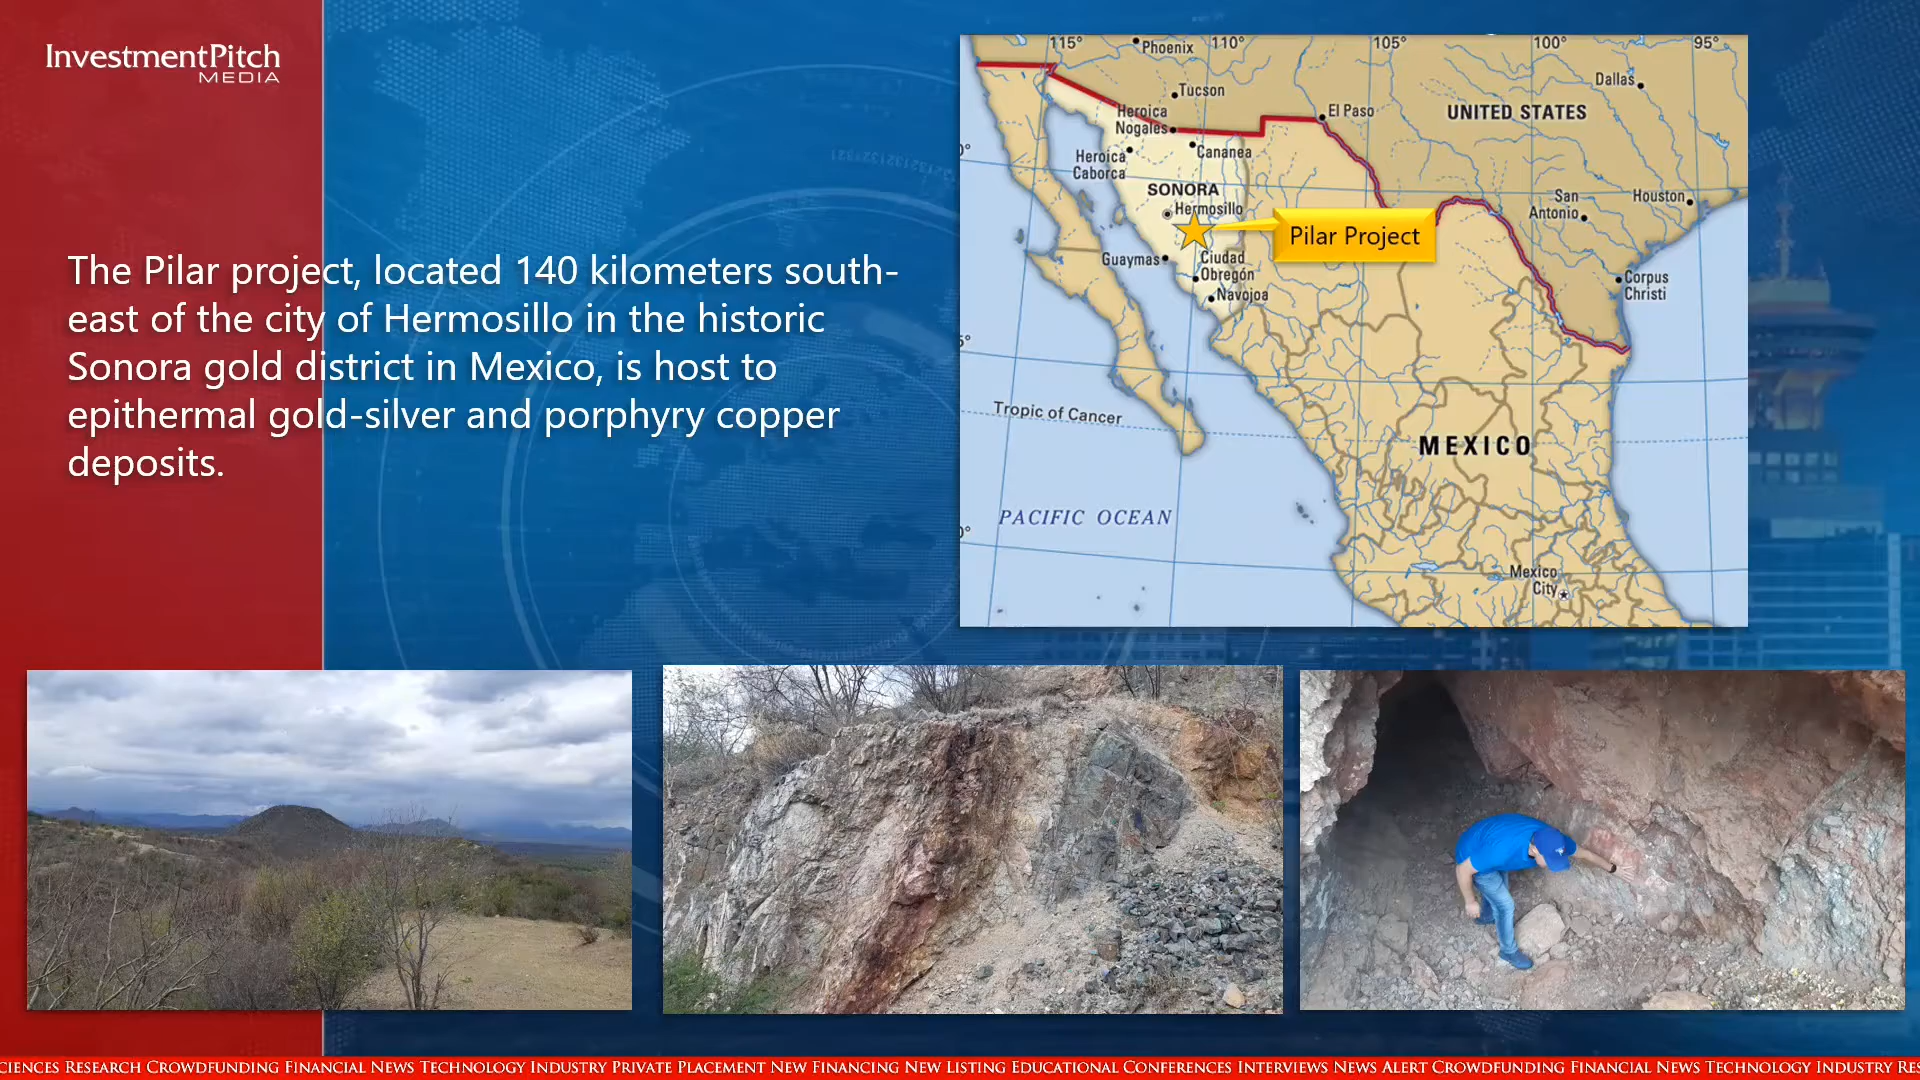 InvestmentPitch
MEDIA
The Pilar project, located 140 kilometers south-
east of the city of Hermosillo in the historic
Sonora gold district in Mexico, is host to
epithermal gold-silver and porphyry copper
deposits.
115°
110°
105°
100°
95°
Phoenix
Dallas
Tucson
UNITED STATES
El Paso
Heroica
Nogales
Cananea
Heroica
Caborca
SONORA
San
Antonio
Houston
Hermosillo
Pilar Project
Guaymas
Ciudad
Obregón
Corpus
Christi
Navojoa
Tropic of Cancer
MEXICO
PACIFIC OCEAN
Mexico
City
CIENCES RESEARCH CROWDFUNDING FINANCIAL NEWS TECHNOLOGY INDUSTRY PRIVATE PLACEMENT NEW FINANCING NEW LISTING EDUCATIONAL CONFERENCES INTERVIEWS NEWS ALERT CROWDFUNDING FINANCIAL NEWS TECHNOLOGY INDUSTRY RES